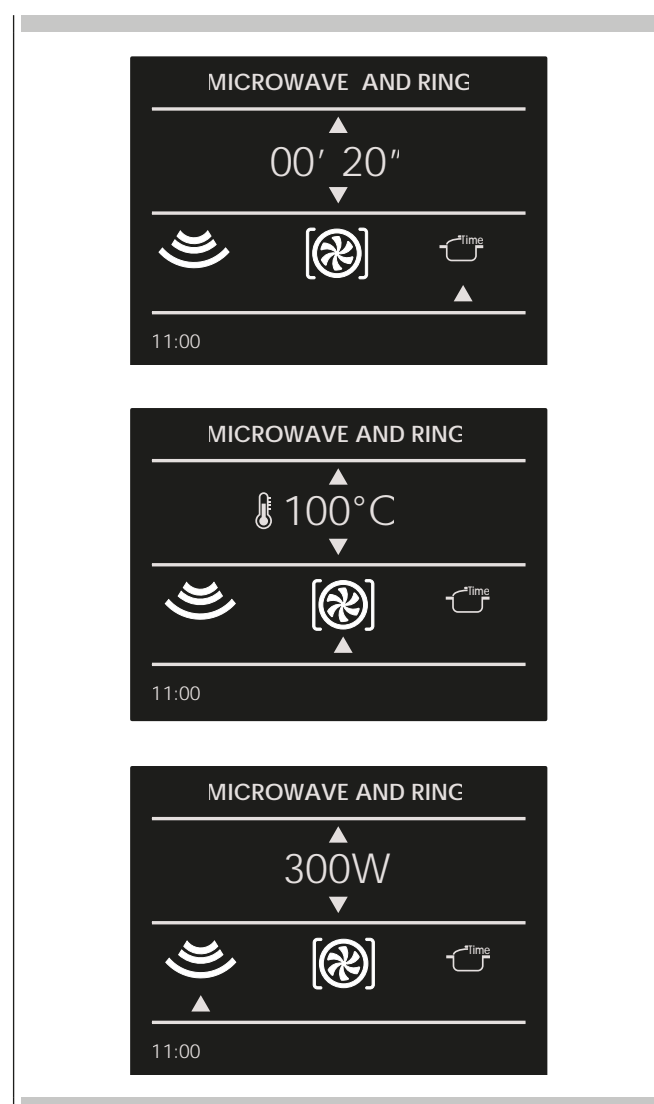 MICROWAVE AND RING
00′ 20″
Time
11:00
MICROWAVE AND RING
100°C
Time
11:00
MICROWAVE AND RING
300W
Time
11:00